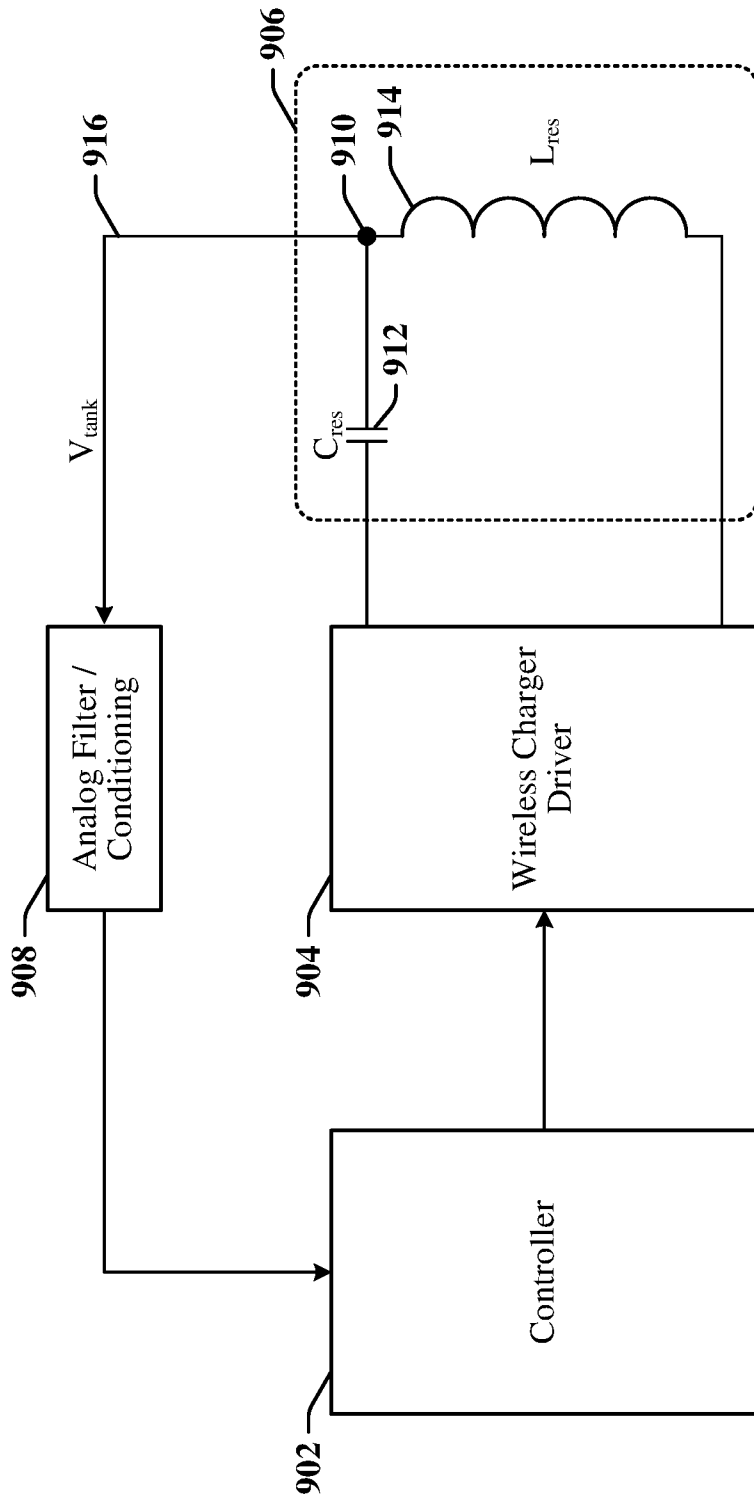 908
Analog Filter /
Conditioning
V_tank
916
906
902
Controller
904
Wireless Charger
Driver
C_res
912
910
914
L_res